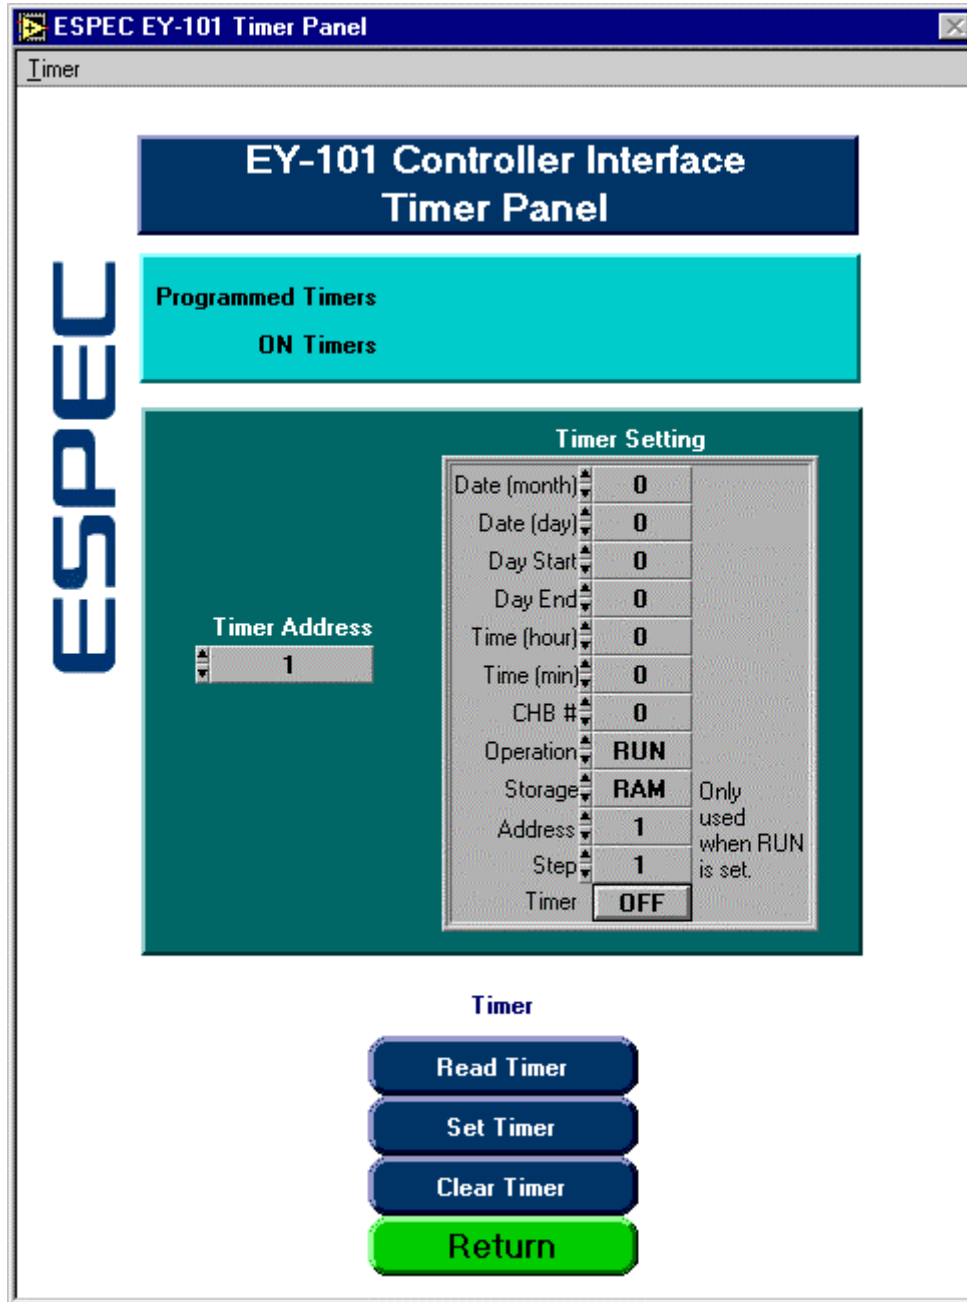 ESPEC EY-101 Timer Panel
Timer
EY-101 Controller Interface
Timer Panel
ESPEC
Programmed Timers
ON Timers
Timer Setting
Date (month) 0
Date (day) 0
Day Start 0
Day End 0
Timer Address
1
Time (hour) 0
Time (min) 0
CHB # 0
Operation RUN
Storage RAM
Address 1
Step 1
Timer OFF
Only
used
when RUN
is set.
Timer
Read Timer
Set Timer
Clear Timer
Return